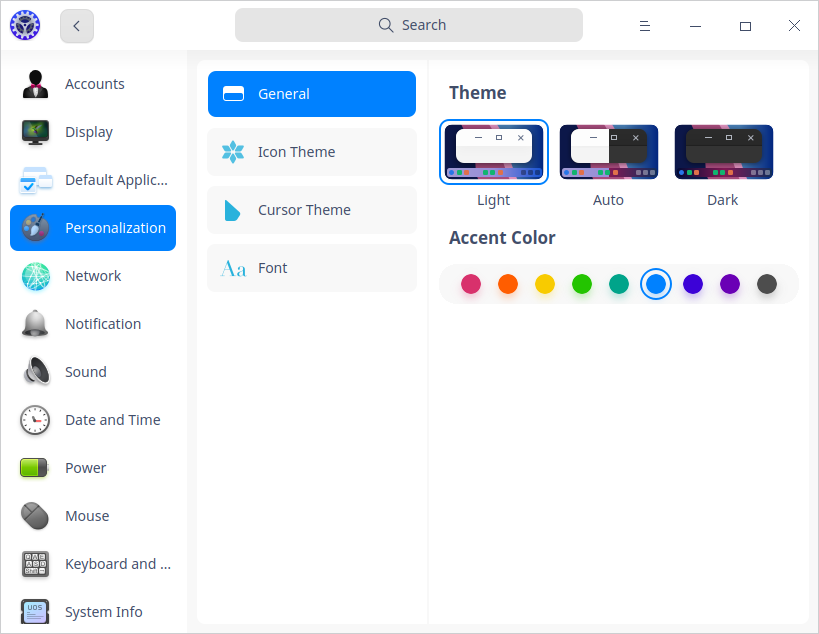 Search
Accounts
Display
Default Applic...
Personalization
Network
Notification
Sound
Date and Time
Power
Mouse
Keyboard and ...
UOS
System Info
General
Icon Theme
Cursor Theme
Aa
Font
Theme
Light
Auto
Dark
Accent Color